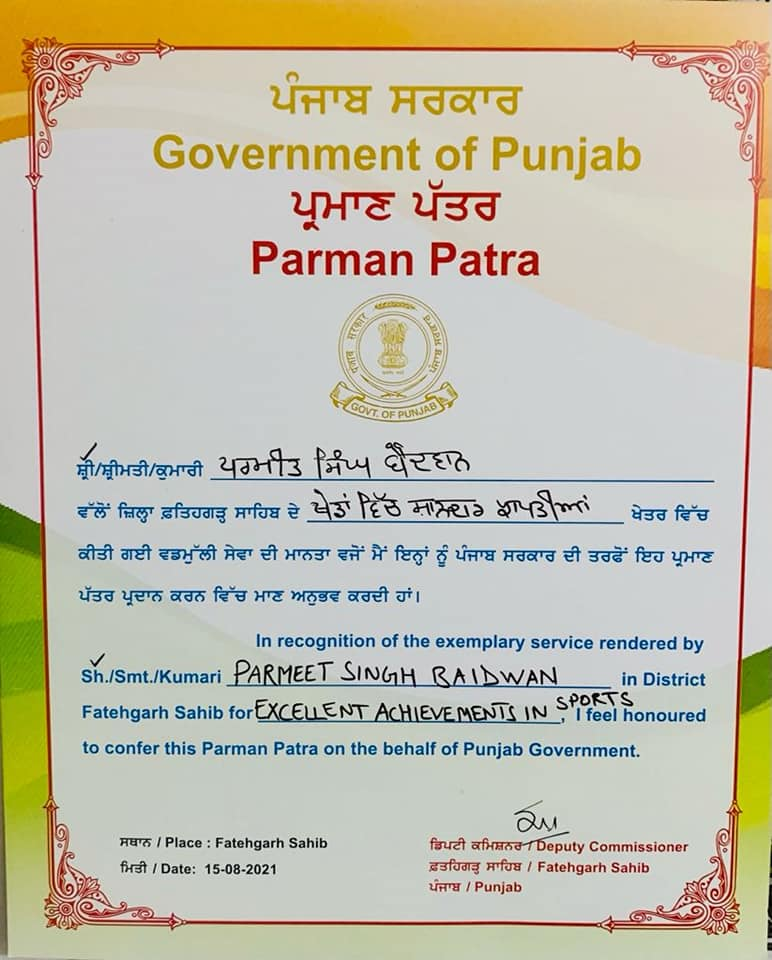 ਪੰਜਾਬ ਸਰਕਾਰ
Government of Punjab
ਪ੍ਰਮਾਣ ਪੱਤਰ
Parman Patra
ਪੰਜਾਬ ਸਰਕਾਰ
GOVT. OF PUNJAB
ਸ਼੍ਰੀ/ਸ਼੍ਰੀਮਤੀ/ਕੁਮਾਰੀ ਪਰਮੀਤ ਸਿੰਘ ਬੈਦਵਾਨ
ਵੱਲੋਂ ਜ਼ਿਲ੍ਹਾ ਫ਼ਤਿਹਗੜ੍ਹ ਸਾਹਿਬ ਦੇ ਖੇਡਾਂ ਵਿੱਚ ਸ਼ਾਨਦਾਰ ਪ੍ਰਾਪਤੀਆਂ ਖੇਤਰ ਵਿੱਚ
ਕੀਤੀ ਗਈ ਵਡਮੁੱਲੀ ਸੇਵਾ ਦੀ ਮਾਨਤਾ ਵਜੋਂ ਮੈਂ ਇਨ੍ਹਾਂ ਨੂੰ ਪੰਜਾਬ ਸਰਕਾਰ ਦੀ ਤਰਫੋਂ ਇਹ ਪ੍ਰਮਾਣ
ਪੱਤਰ ਪ੍ਰਦਾਨ ਕਰਨ ਵਿੱਚ ਮਾਣ ਅਨੁਭਵ ਕਰਦੀ ਹਾਂ।
In recognition of the exemplary service rendered by
Sh./Smt./Kumari PARMEET SINGH BAIDWAN in District
Fatehgarh Sahib for EXCELLENT ACHIEVEMENTS IN SPORTS, I feel honoured
to confer this Parman Patra on the behalf of Punjab Government.
ਸਥਾਨ / Place : Fatehgarh Sahib
ਮਿਤੀ / Date: 15-08-2021
ਡਿਪਟੀ ਕਮਿਸ਼ਨਰ / Deputy Commissioner
ਫ਼ਤਹਿਗੜ੍ਹ ਸਾਹਿਬ / Fatehgarh Sahib
ਪੰਜਾਬ / Punjab